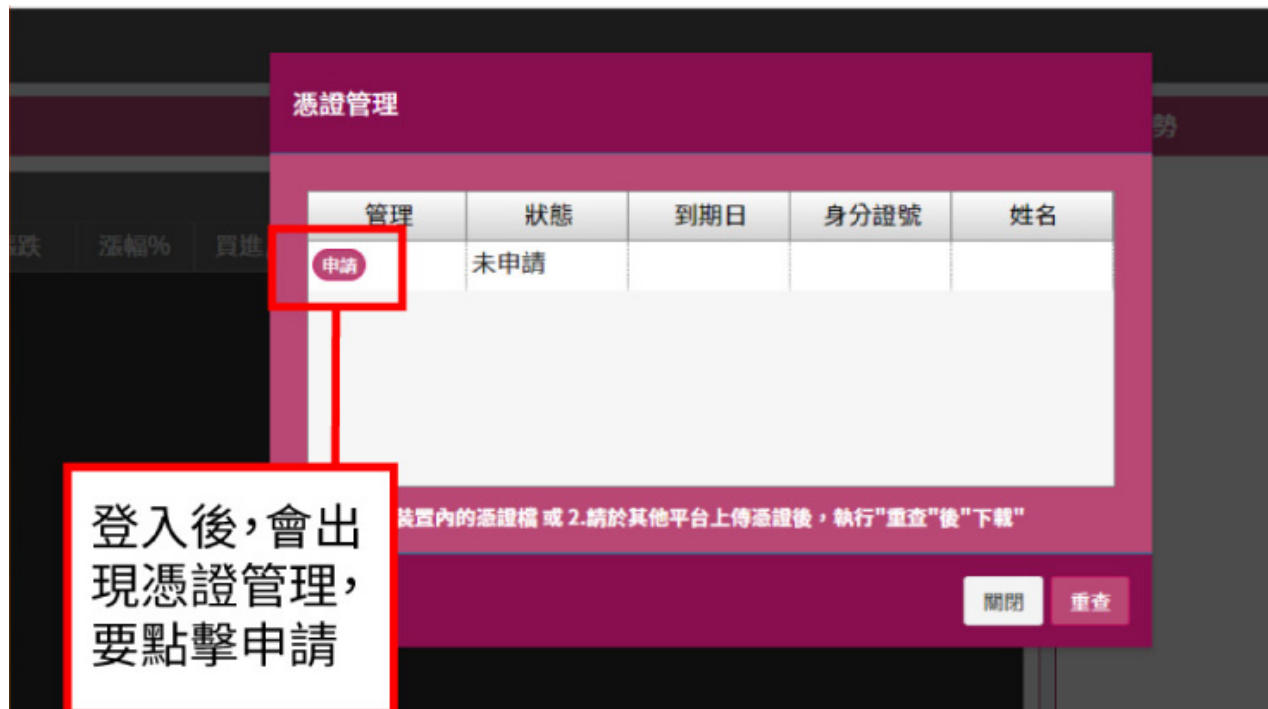 憑證管理
勢
管理 狀態 到期日 身分證號 姓名
跌 漲幅% 買進
申請 未申請
裝置內的憑證檔 或 2.請於其他平台上傳憑證後，執行"重查"後"下載"
登入後，會出
現憑證管理，
要點擊申請
關閉 重查